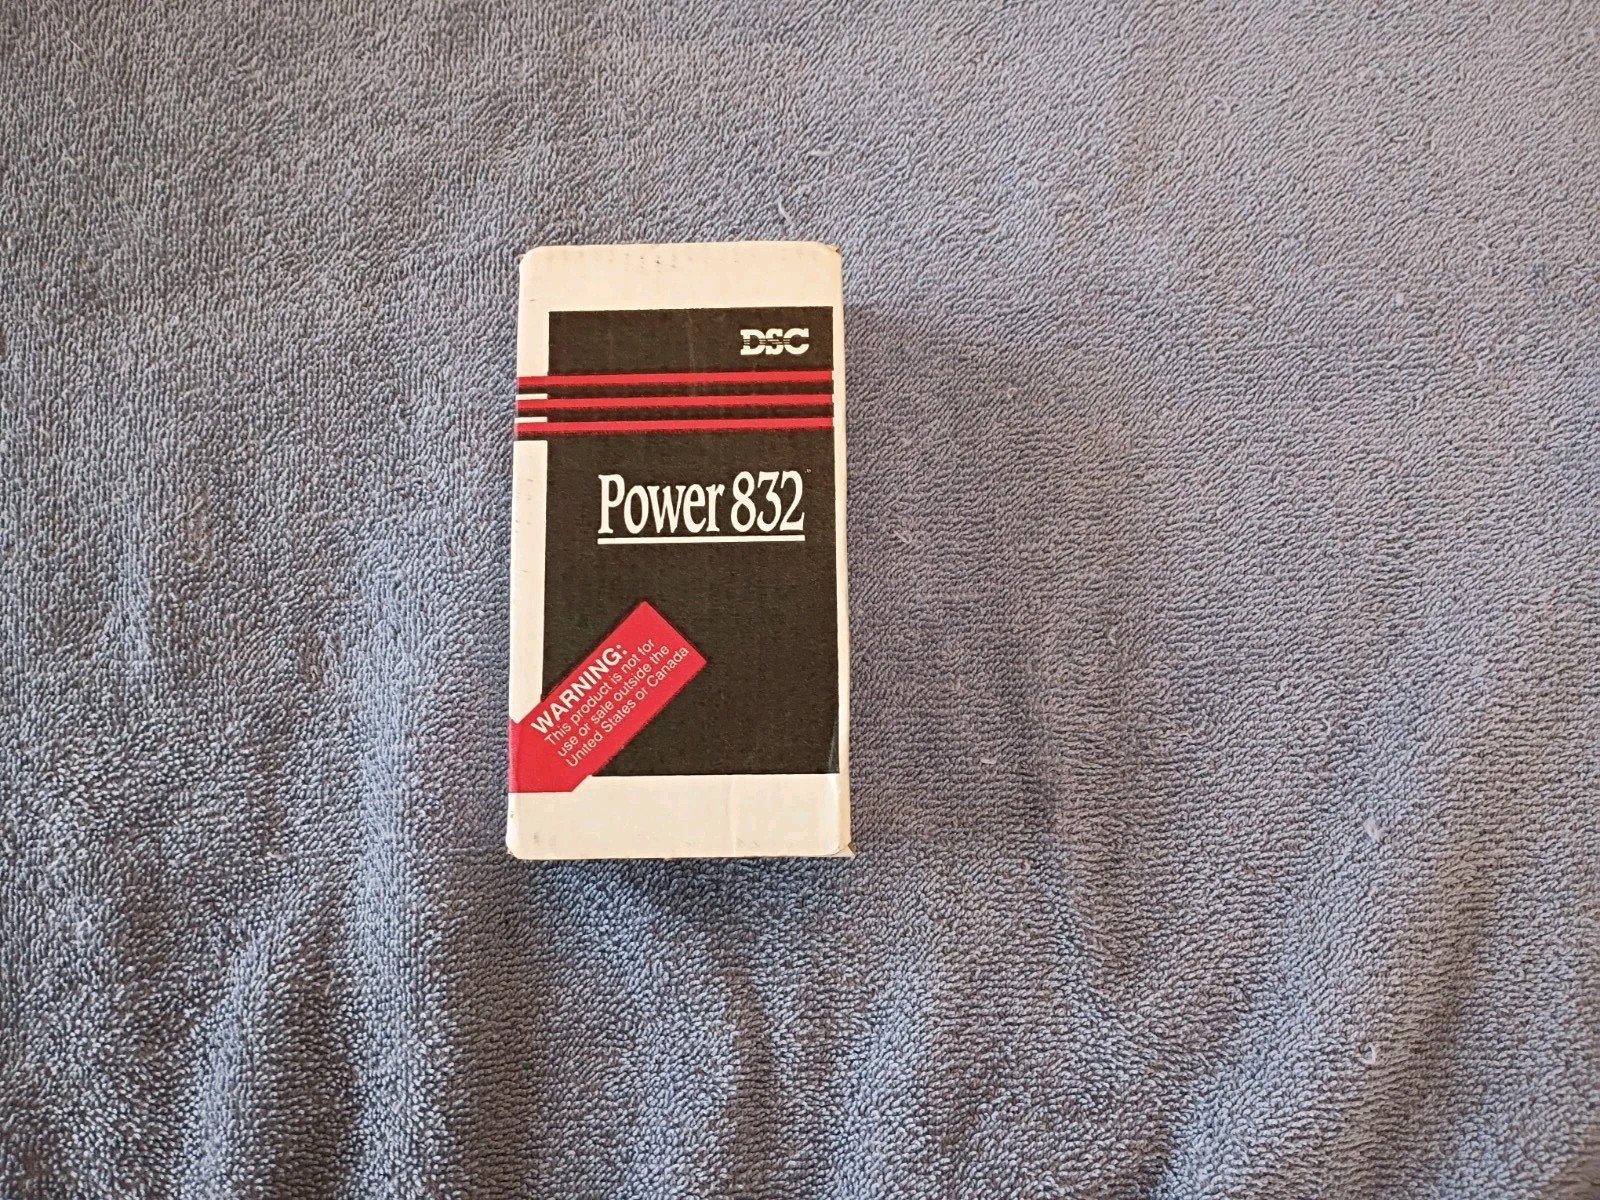 DSC
Power 832
WARNING:
This product is not for
use or sale outside the
United States or Canada